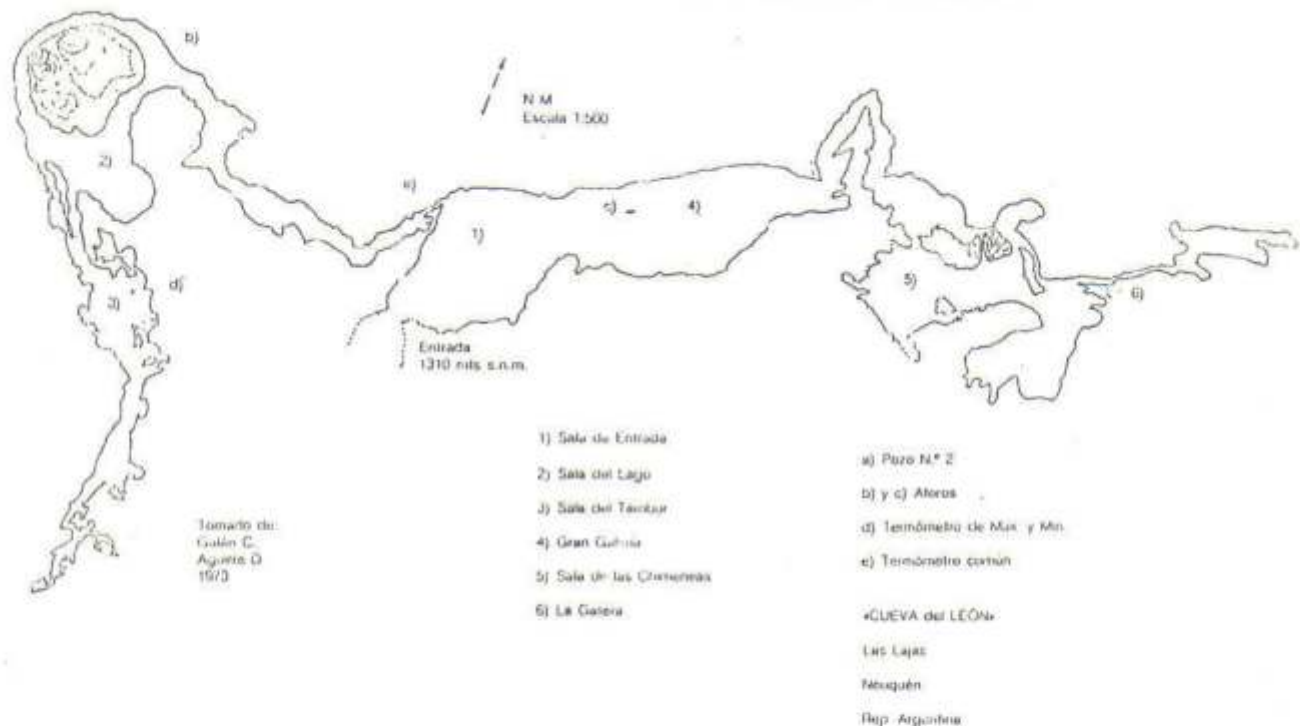 b)
N M
Escala 1:500
2)
e)
c)
4)
1)
d)
3)
5)
6)
Entrada
1310 mts s.n.m.
Tomado de:
Galán C.
1973
1) Sala de Entrada
2) Sala del Lago
3) Sala del Tambor
4) Gran Galería
5) Sala de las Chimeneas
6) La Gatera
a) Pozo N.º 2
b) y c) Aforos
d) Termómetro de Max. y Min.
e) Termómetro común
«CUEVA del LEÓN»
Las Lajas
Neuquén
Rep. Argentina